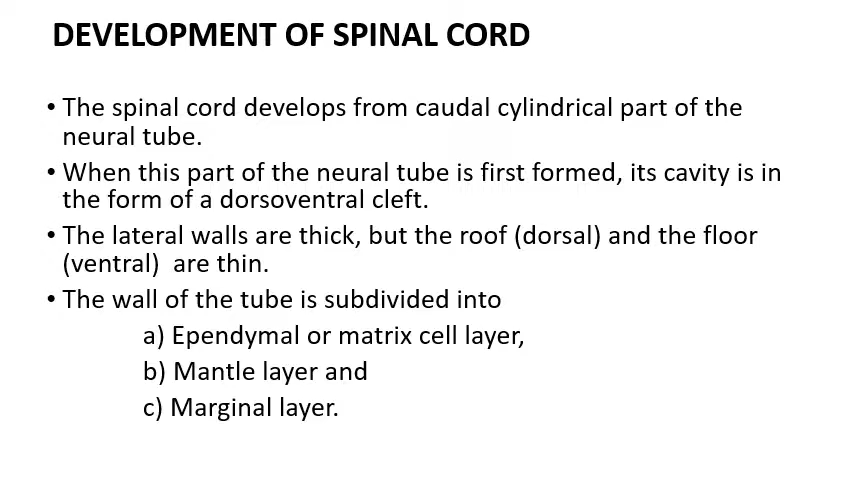 DEVELOPMENT OF SPINAL CORD
• The spinal cord develops from caudal cylindrical part of the
neural tube.
• When this part of the neural tube is first formed, its cavity is in
the form of a dorsoventral cleft.
• The lateral walls are thick, but the roof (dorsal) and the floor
(ventral)  are thin.
• The wall of the tube is subdivided into
a) Ependymal or matrix cell layer,
b) Mantle layer and
c) Marginal layer.